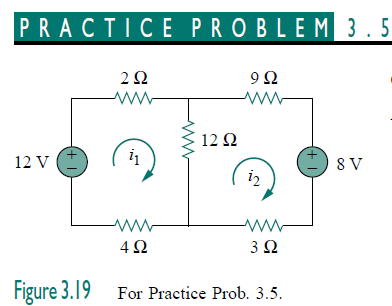 PRACTICE PROBLEM 3.5
2 Ω 9 Ω
12 Ω
12 V + − i1 i2 + − 8 V
4 Ω 3 Ω
Figure 3.19 For Practice Prob. 3.5.